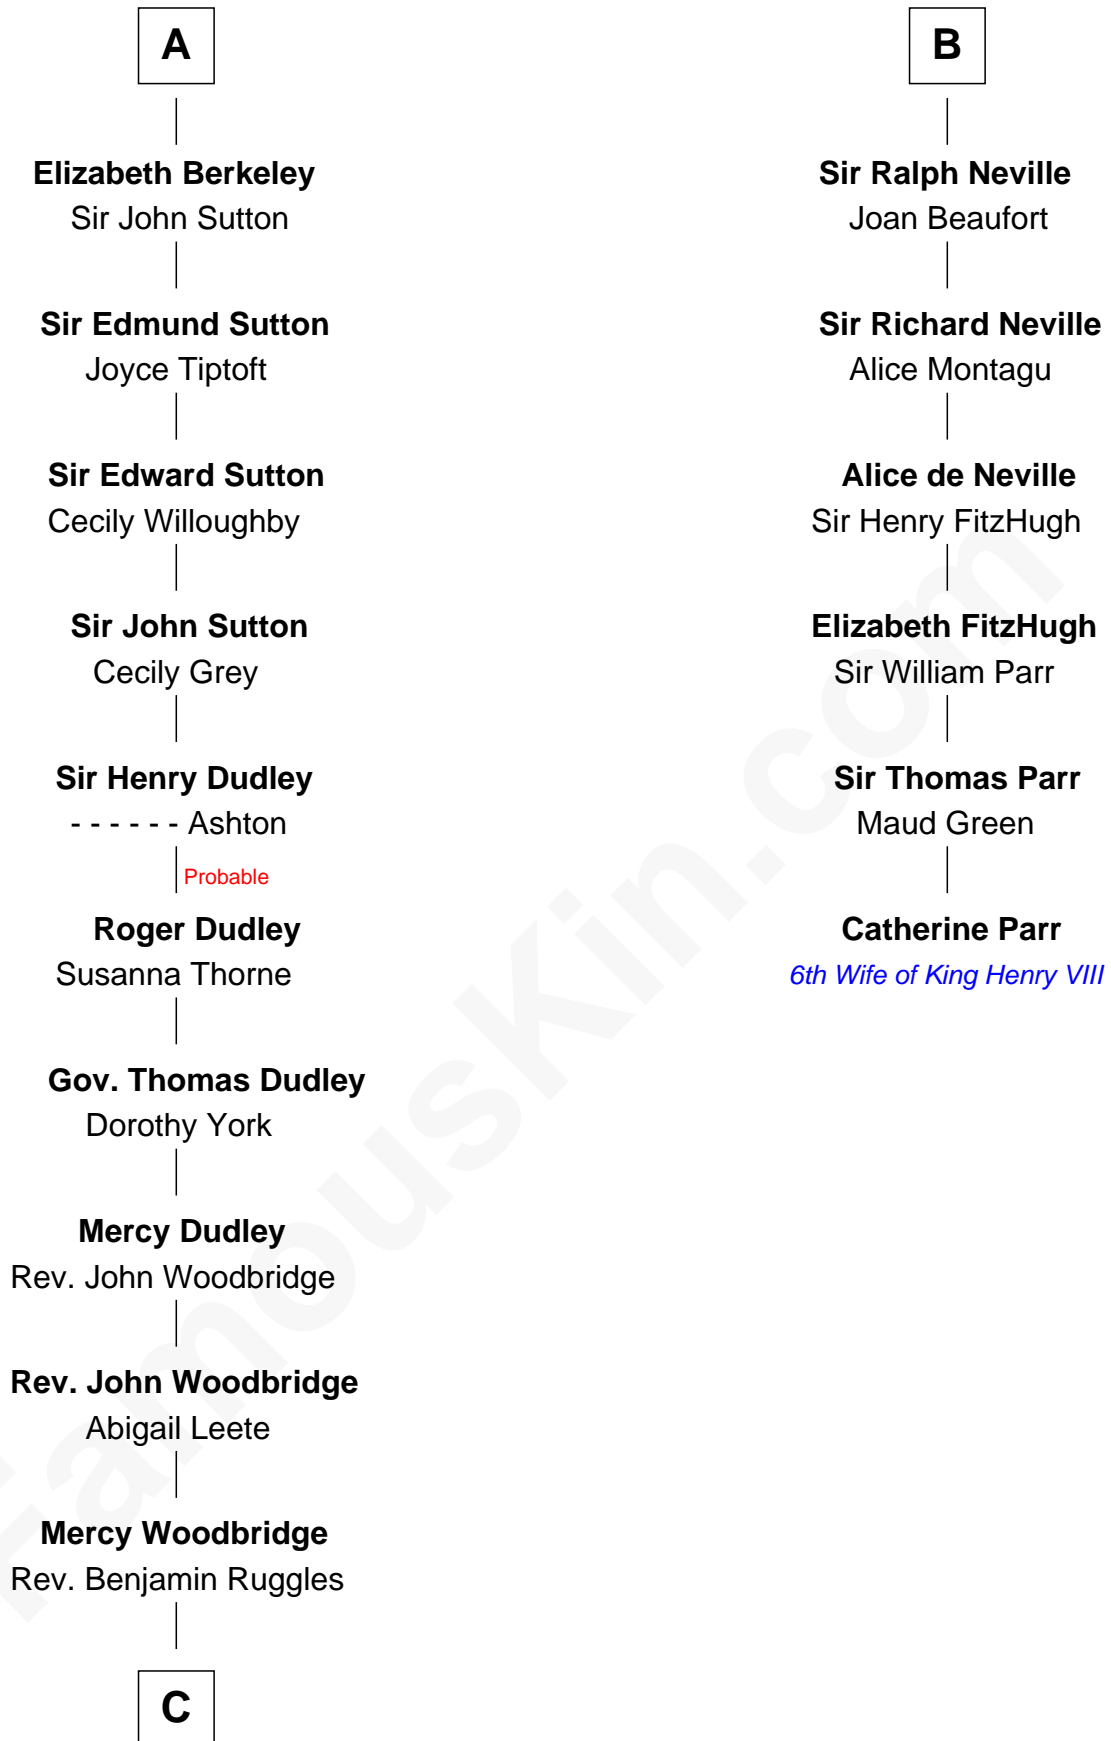 A
Elizabeth Berkeley
Sir John Sutton
Sir Edmund Sutton
Joyce Tiptoft
Sir Edward Sutton
Cecily Willoughby
Sir John Sutton
Cecily Grey
Sir Henry Dudley
- - - - - - Ashton
Probable
Roger Dudley
Susanna Thorne
Gov. Thomas Dudley
Dorothy York
Mercy Dudley
Rev. John Woodbridge
Rev. John Woodbridge
Abigail Leete
Mercy Woodbridge
Rev. Benjamin Ruggles
C
B
Sir Ralph Neville
Joan Beaufort
Sir Richard Neville
Alice Montagu
Alice de Neville
Sir Henry FitzHugh
Elizabeth FitzHugh
Sir William Parr
Sir Thomas Parr
Maud Green
Catherine Parr
6th Wife of King Henry VIII
FamousKin.com